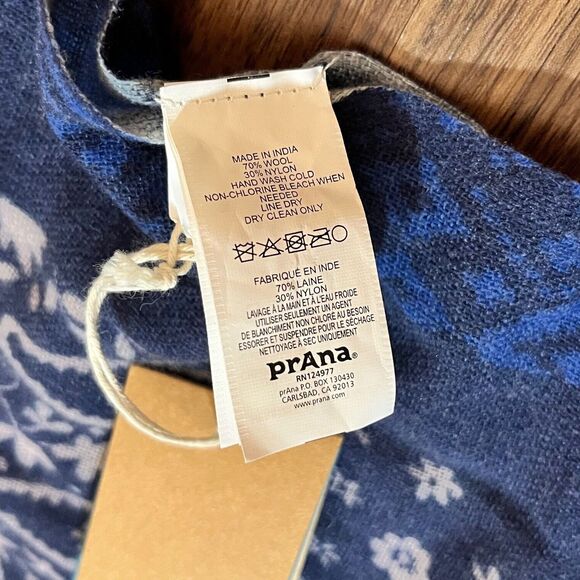 MADE IN INDIA
70% WOOL
30% NYLON
HAND WASH COLD
NON-CHLORINE BLEACH WHEN
NEEDED
LINE DRY
DRY CLEAN ONLY
FABRIQUÉ EN INDE
70% LAINE
30% NYLON
LAVAGE À LA MAIN ET À L'EAU FROIDE
UTILISER SEULEMENT UN AGENT
DE BLANCHIMENT NON CHLORÉ AU BESOIN
ESSORER ET SUSPENDRE POUR LE SÉCHAGE
NETTOYAGE À SEC UNIQUEMENT
prAna®
RN124977
prAna P.O. BOX 130430
CARLSBAD, CA 92013
www.prana.com